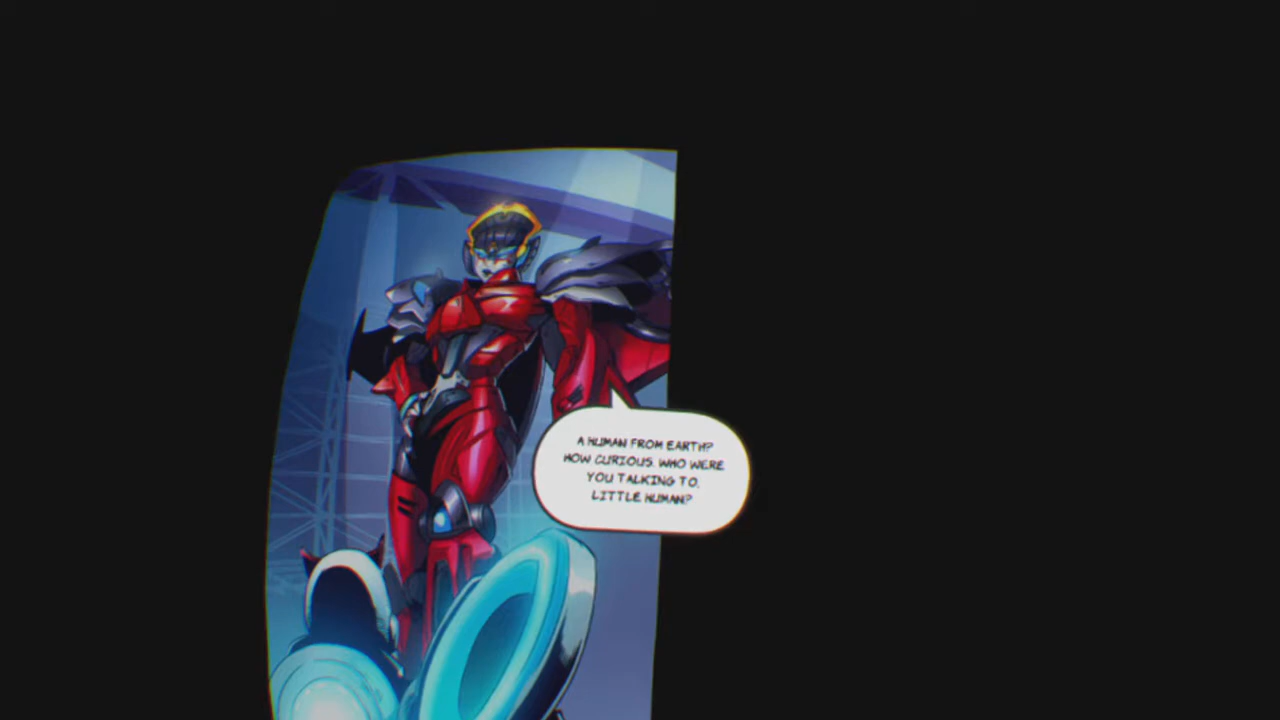 A HUMAN FROM EARTH?
HOW CURIOUS. WHO WERE
YOU TALKING TO,
LITTLE HUMAN?